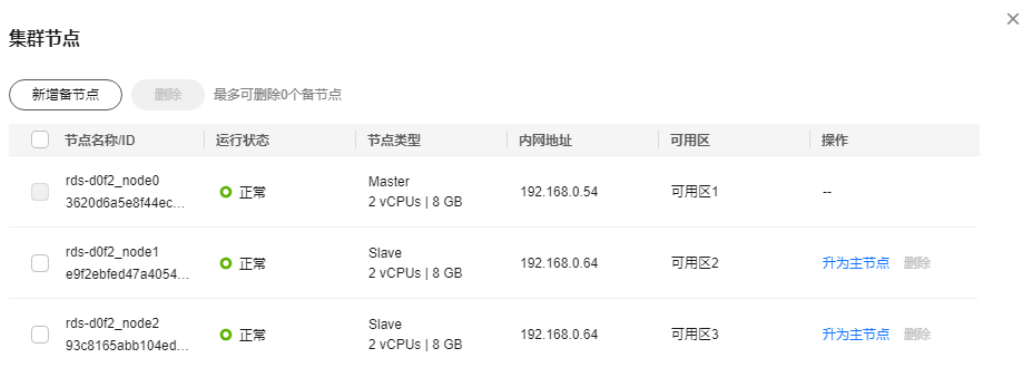 集群节点
新增备节点 删除 最多可删除0个备节点
节点名称/ID 运行状态 节点类型 内网地址 可用区 操作
rds-d0f2_node0
3620d6a5e8f44ec...
正常
Master
2 vCPUs | 8 GB
192.168.0.54
可用区1
--
rds-d0f2_node1
e9f2ebfed47a4054...
正常
Slave
2 vCPUs | 8 GB
192.168.0.64
可用区2
升为主节点 删除
rds-d0f2_node2
93c8165abb104ed...
正常
Slave
2 vCPUs | 8 GB
192.168.0.64
可用区3
升为主节点 删除